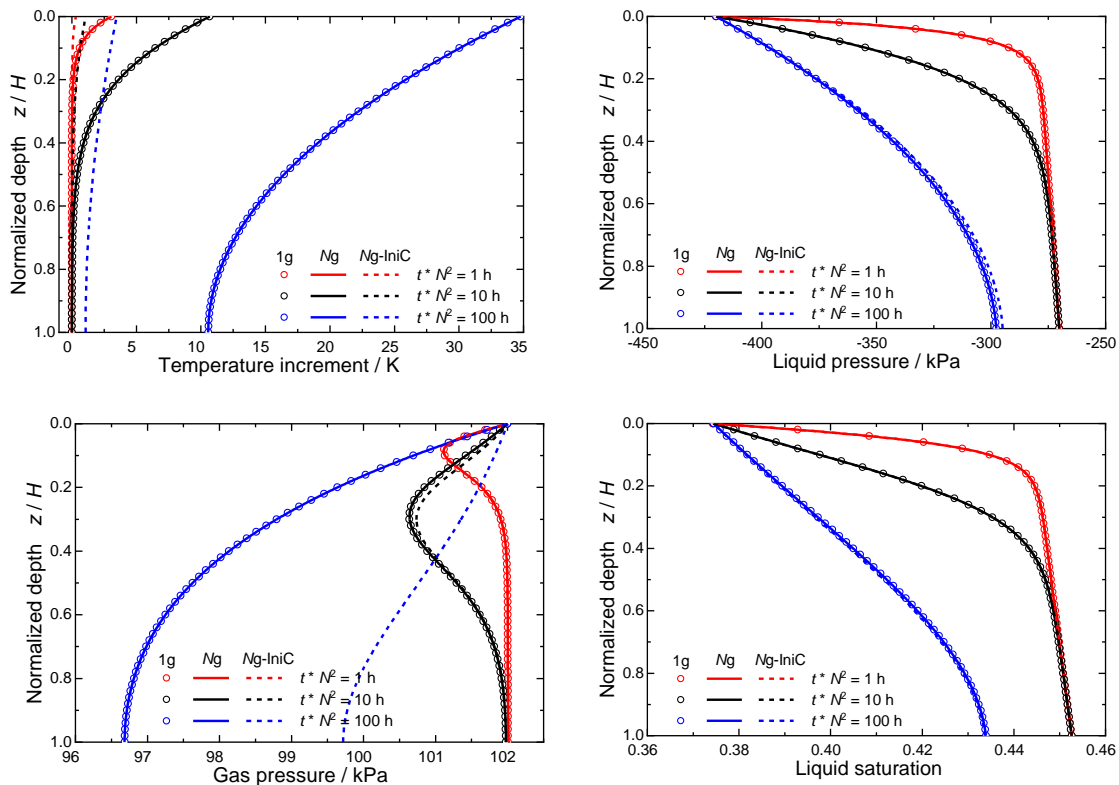 0.0
0.2
0.4
0.6
0.8
1.0
Normalized depth z / H
1g Ng Ng-IniC
t * N² = 1 h
t * N² = 10 h
t * N² = 100 h
0 5 10 15 20 25 30 35
Temperature increment / K
0.0
0.2
0.4
0.6
0.8
1.0
Normalized depth z / H
1g Ng Ng-IniC
t * N² = 1 h
t * N² = 10 h
t * N² = 100 h
-450 -400 -350 -300 -250
Liquid pressure / kPa
0.0
0.2
0.4
0.6
0.8
1.0
Normalized depth z / H
1g Ng Ng-IniC
t * N² = 1 h
t * N² = 10 h
t * N² = 100 h
96 97 98 99 100 101 102
Gas pressure / kPa
0.0
0.2
0.4
0.6
0.8
1.0
Normalized depth z / H
1g Ng Ng-IniC
t * N² = 1 h
t * N² = 10 h
t * N² = 100 h
0.36 0.38 0.40 0.42 0.44 0.46
Liquid saturation